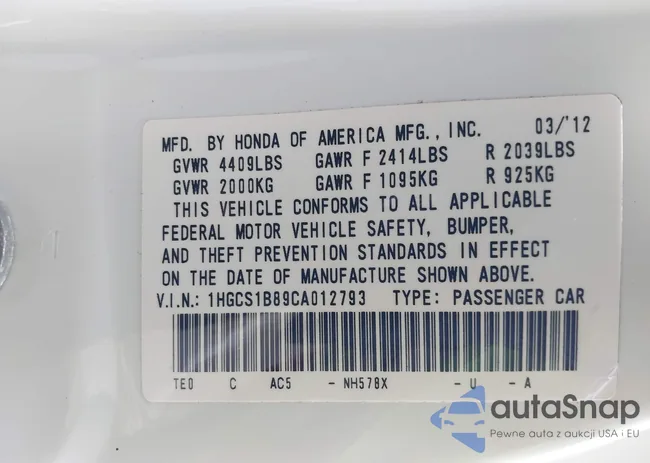 MFD. BY HONDA OF AMERICA MFG., INC. 03/'12
GVWR 4409LBS GAWR F 2414LBS R 2039LBS
GVWR 2000KG GAWR F 1095KG R 925KG
THIS VEHICLE CONFORMS TO ALL APPLICABLE
FEDERAL MOTOR VEHICLE SAFETY, BUMPER,
AND THEFT PREVENTION STANDARDS IN EFFECT
ON THE DATE OF MANUFACTURE SHOWN ABOVE.
V.I.N.: 1HGCS1B89CA012793 TYPE: PASSENGER CAR
TE0 C AC5 - NH578X - U - A
autaSnap
Pewne auta z aukcji USA i EU